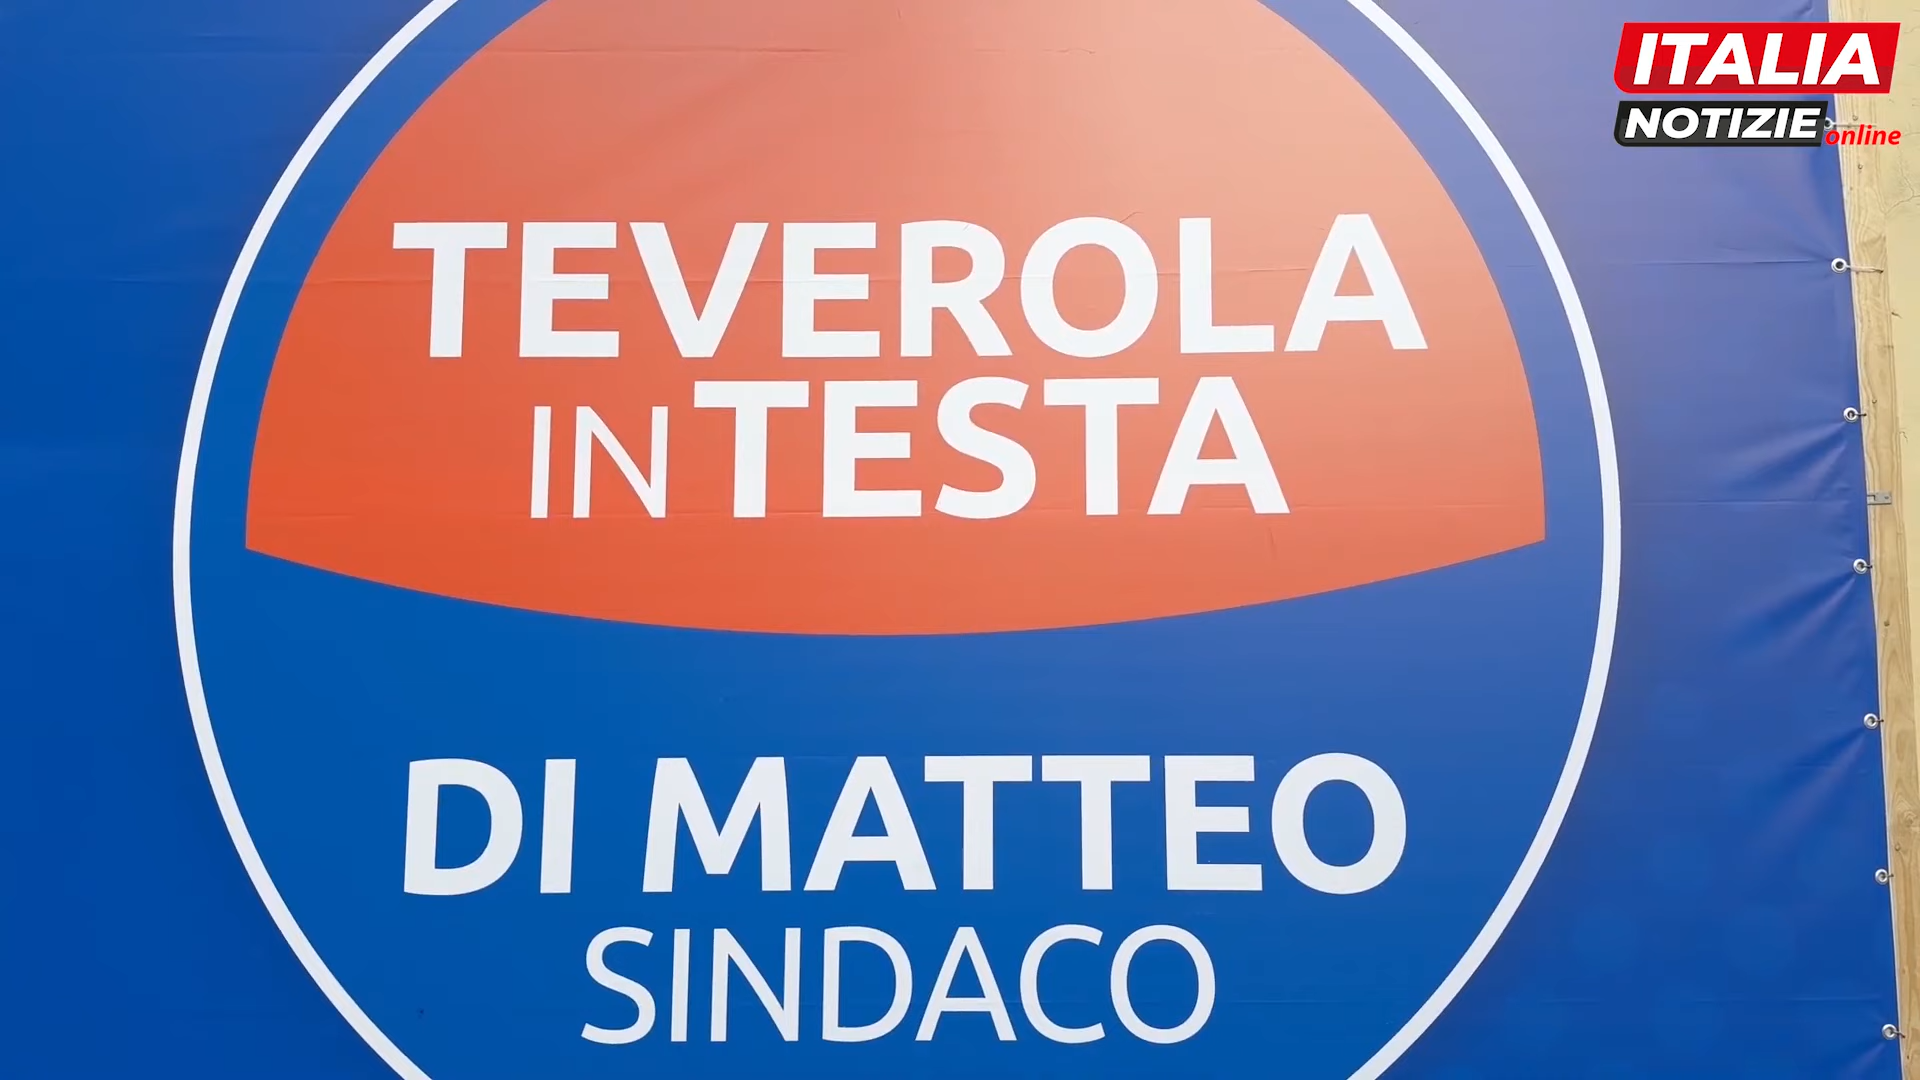 ITALIA
NOTIZIE
online
TEVEROLA
IN TESTA
DI MATTEO
SINDACO